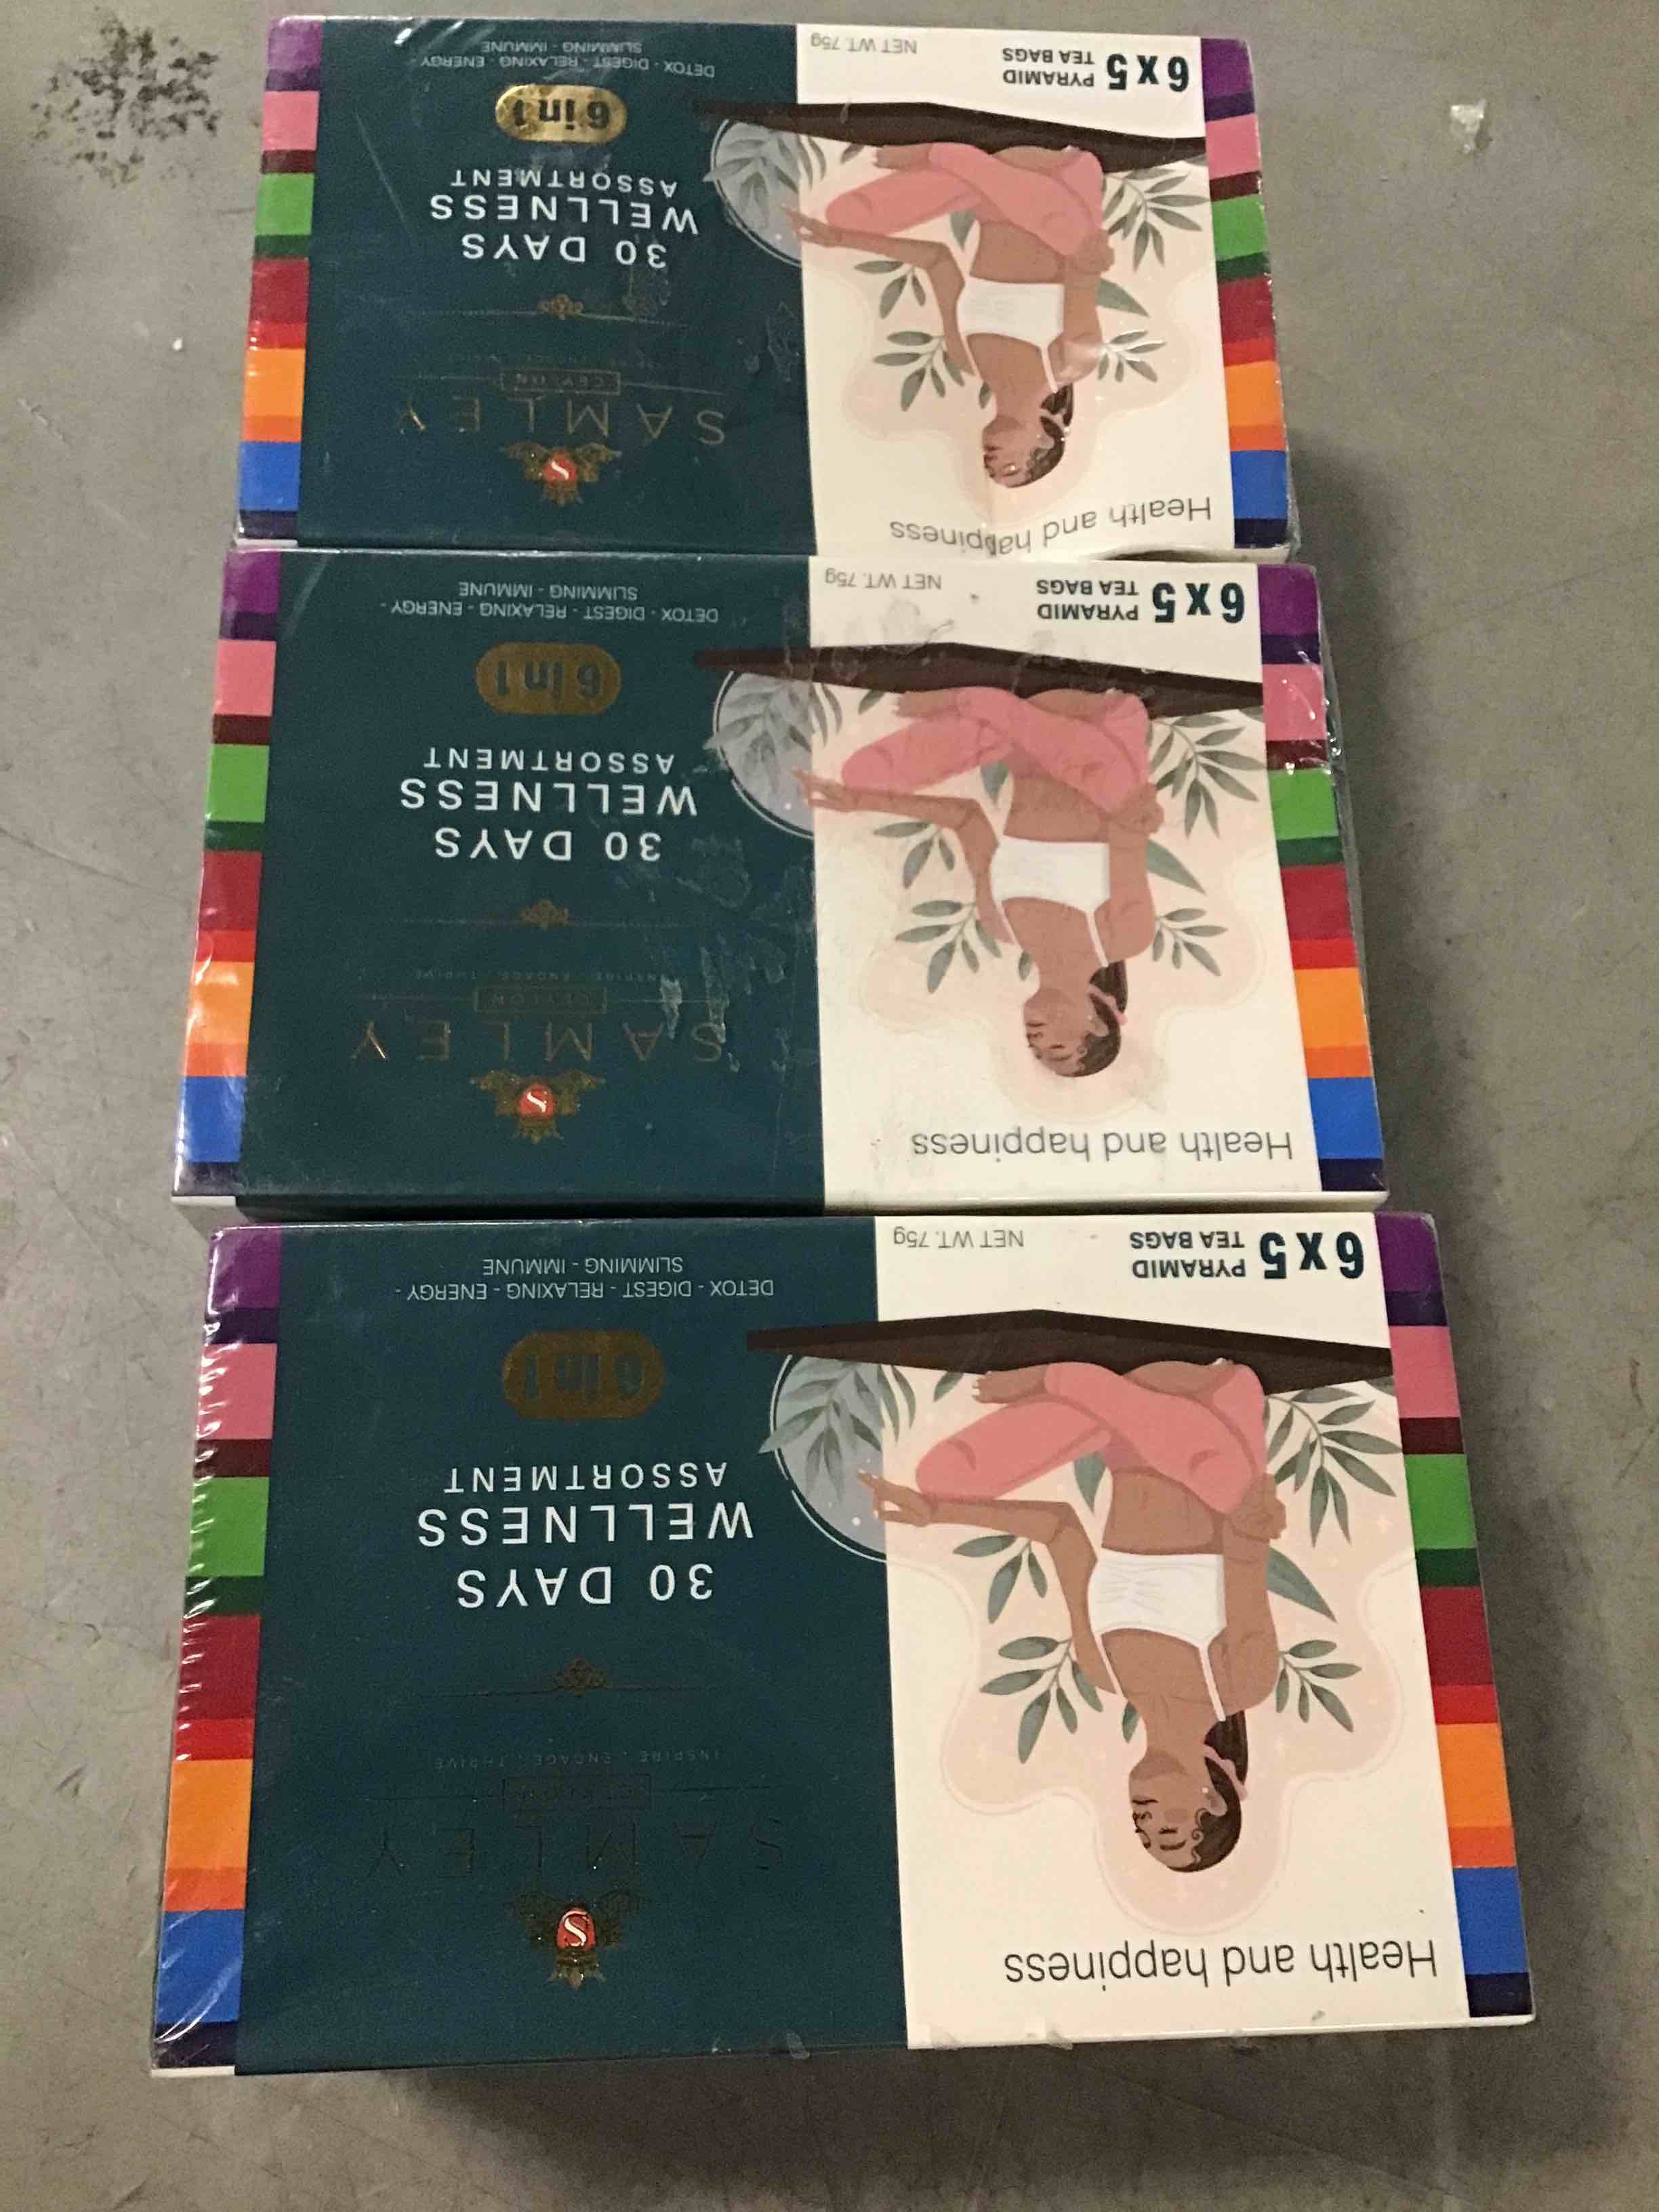 Health and happiness
S
SAMLEY
CEYLON
INSPIRE . ENGAGE . THRIVE
30 DAYS
WELLNESS
ASSORTMENT
6 in 1
DETOX - DIGEST - RELAXING - ENERGY -
SLIMMING - IMMUNE
6 x 5
PYRAMID
TEA BAGS
NET WT. 75g
Health and happiness
S
SAMLEY
CEYLON
INSPIRE . ENGAGE . THRIVE
30 DAYS
WELLNESS
ASSORTMENT
6 in 1
DETOX - DIGEST - RELAXING - ENERGY -
SLIMMING - IMMUNE
6 x 5
PYRAMID
TEA BAGS
NET WT. 75g
Health and happiness
S
SAMLEY
CEYLON
30 DAYS
WELLNESS
ASSORTMENT
6 in 1
DETOX - DIGEST - RELAXING - ENERGY -
SLIMMING - IMMUNE
6 x 5
PYRAMID
TEA BAGS
NET WT. 75g